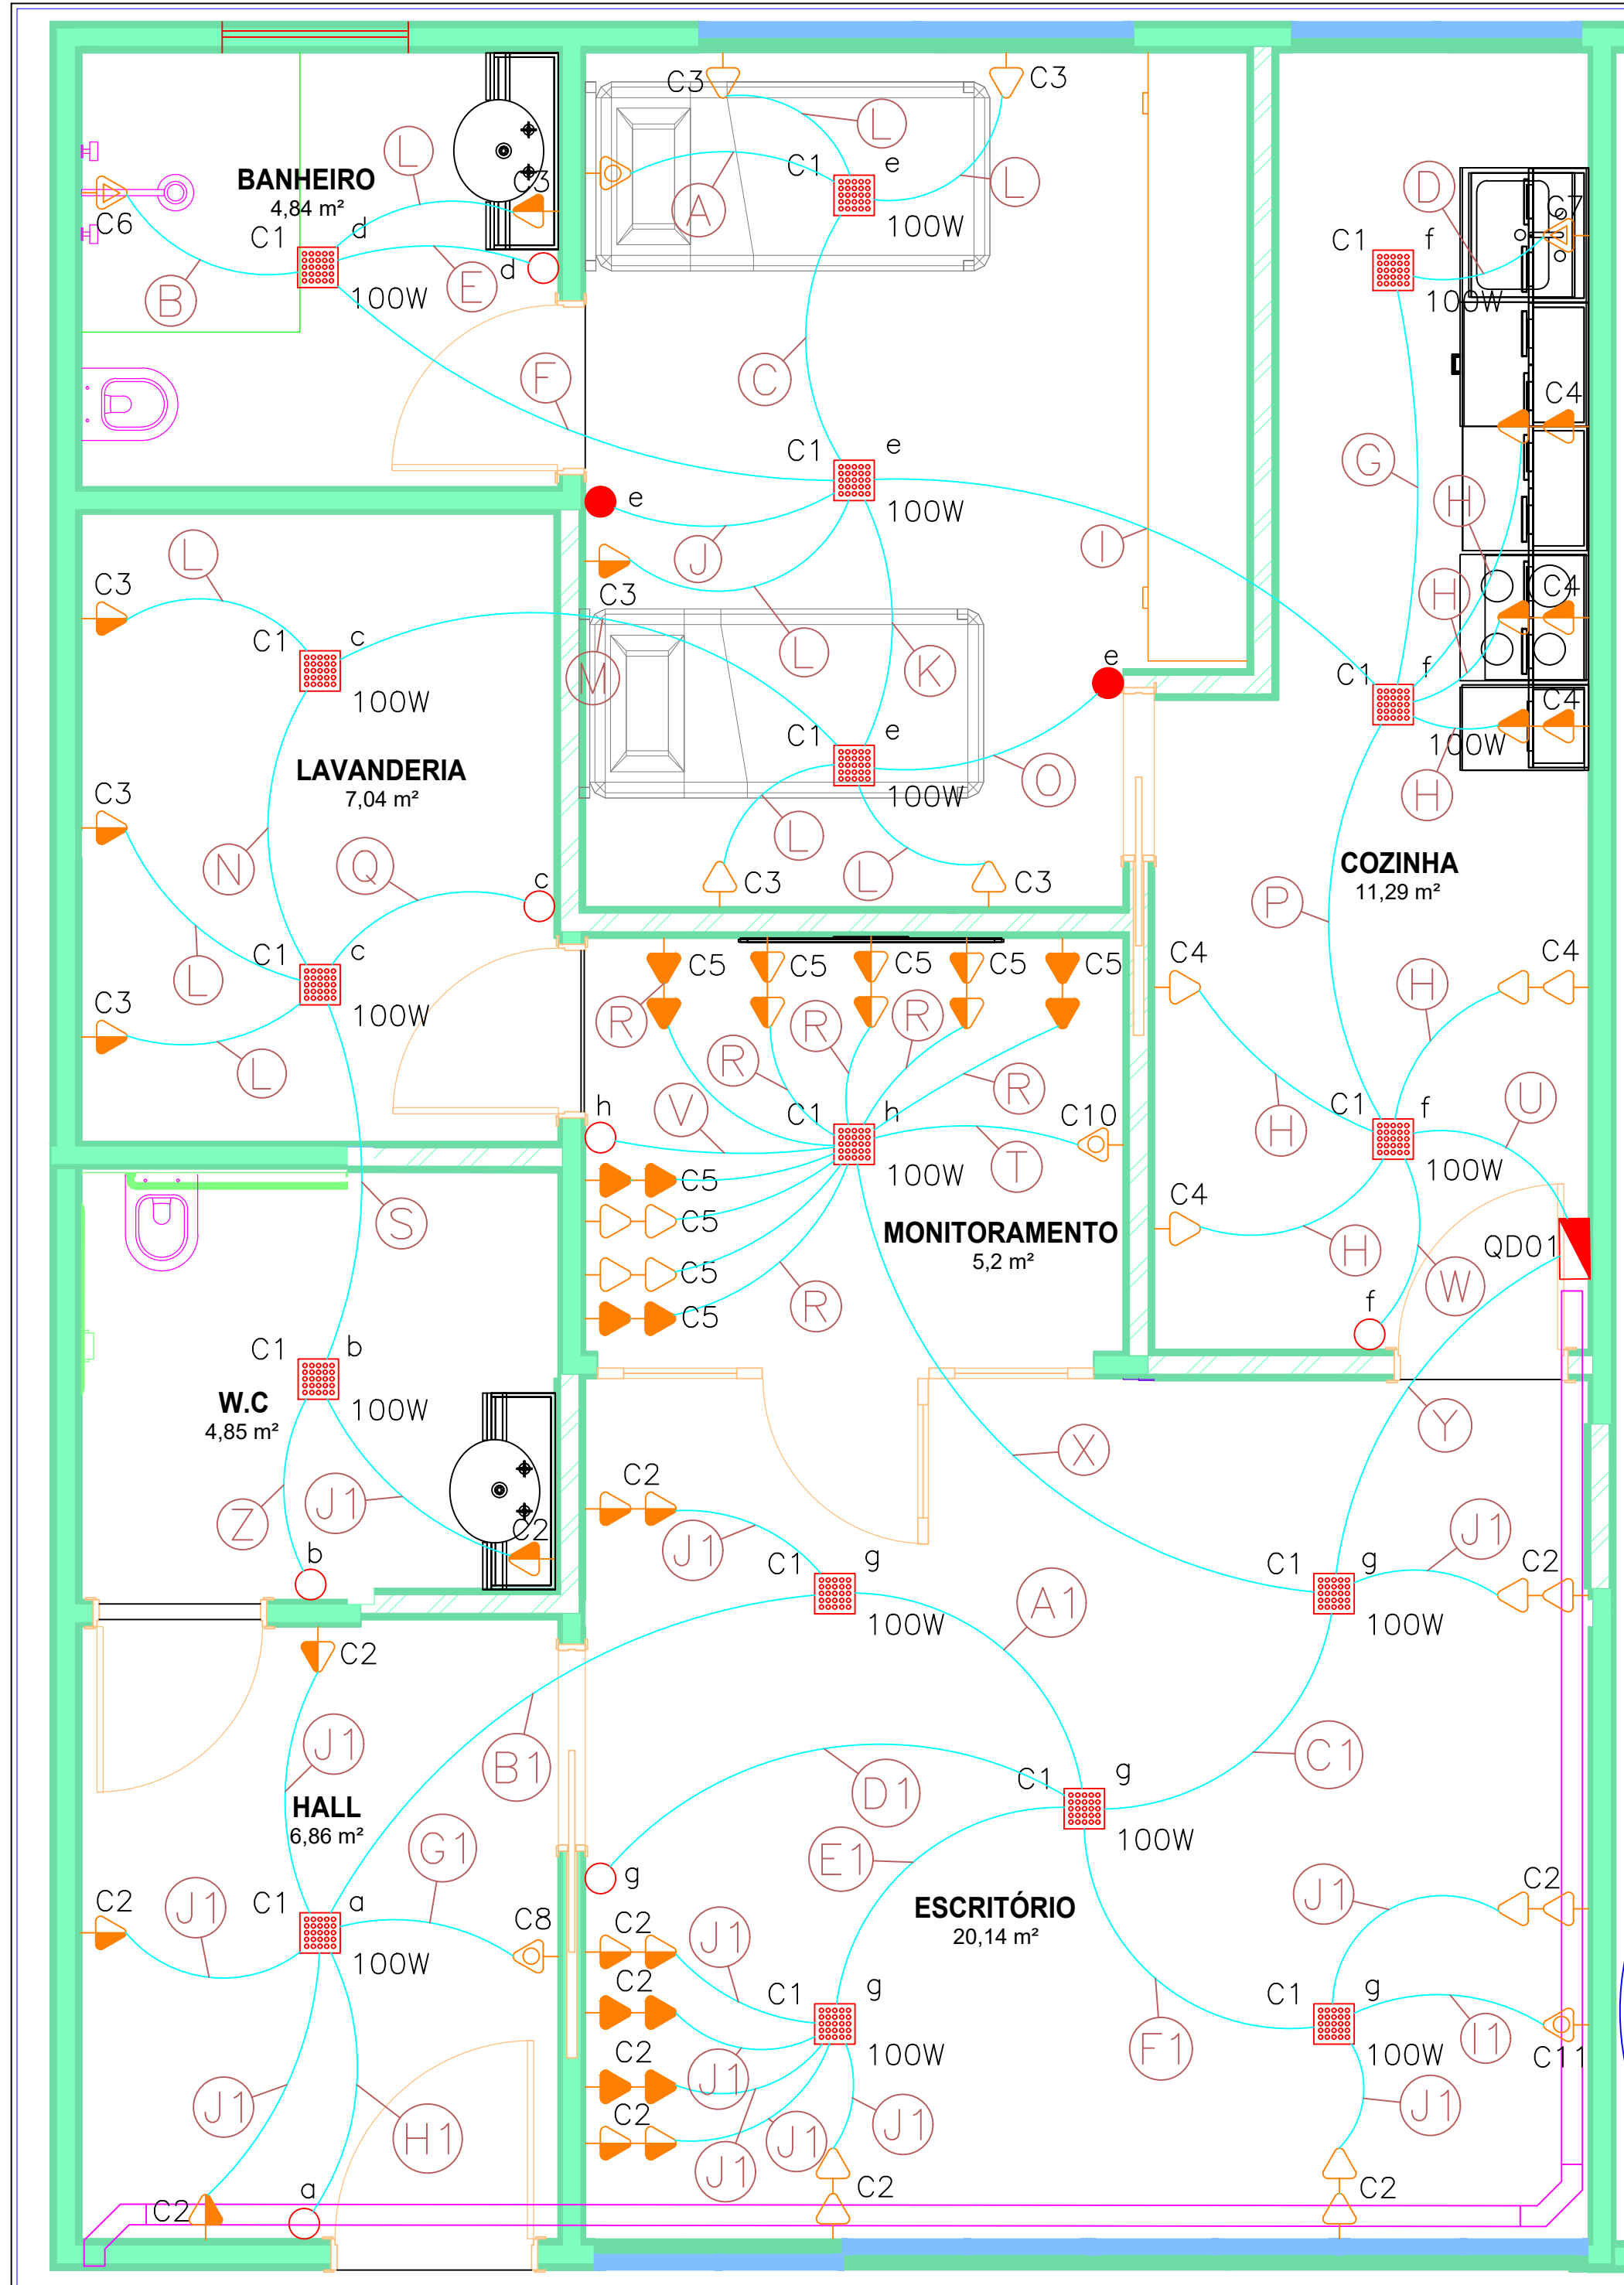 C3
C3
L
L
BANHEIRO
4,84 m²
C3
C6
d
C1
e
A
L
D
C7
C1
100W
C1
f
d
E
B
100W
100W
F
C
C4
C1
e
G
H
e
100W
J
I
L
C3
C3
H
C4
C1
c
L
K
M
e
C1
f
C4
100W
C1
e
100W
LAVANDERIA
7,04 m²
O
100W
H
C3
L
N
Q
L
COZINHA
11,29 m²
c
C3
C3
P
C1
c
C5
C5
C5
C5
C5
C4
C4
L
H
R
R
R
C3
100W
R
R
L
h
V
C1
h
C10
C1
f
U
H
T
100W
100W
C5
S
C5
MONITORAMENTO
5,2 m²
C4
QD01
H
C5
R
W
C5
f
C1
b
W.C
4,85 m²
100W
Y
X
C2
J1
Z
J1
J1
C2
C1
g
C1
g
J1
C2
b
A1
100W
100W
C2
J1
B1
C1
g
C1
D1
100W
HALL
6,86 m²
G1
E1
g
J1
C2
C1
a
J1
C2
ESCRITÓRIO
20,14 m²
C8
C2
J1
100W
C2
C1
g
C1
g
100W
100W
I1
C11
C2
J1
F1
J1
H1
C2
J1
J1
J1
J1
a
C2
C2
C2